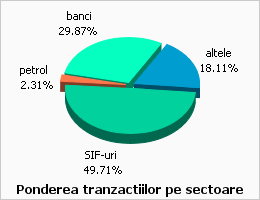 banci
29.87%
altele
18.11%
petrol
2.31%
SIF-uri
49.71%
Ponderea tranzactiilor pe sectoare